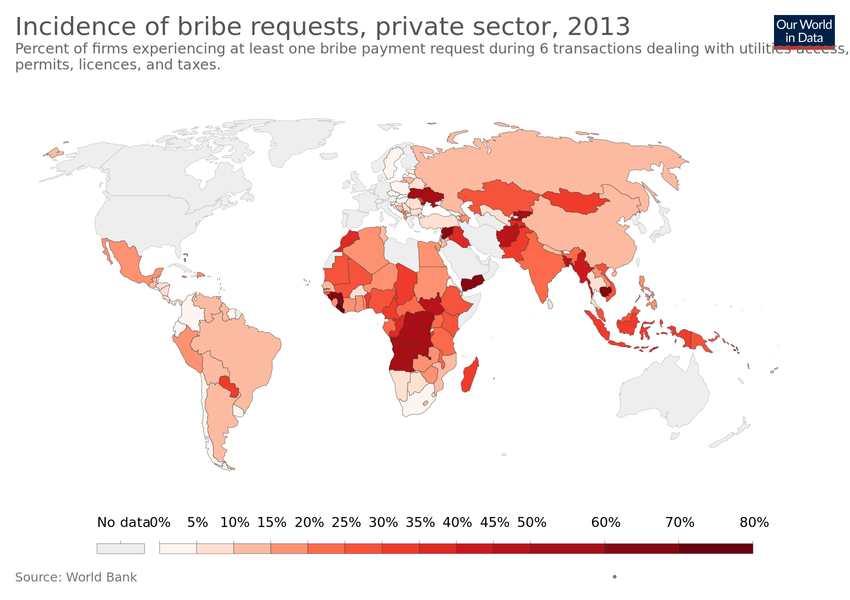 Incidence of bribe requests, private sector, 2013
Our World
in Data
Percent of firms experiencing at least one bribe payment request during 6 transactions dealing with utilities access,
permits, licences, and taxes.
No data 0% 5% 10% 15% 20% 25% 30% 35% 40% 45% 50% 60% 70% 80%
Source: World Bank